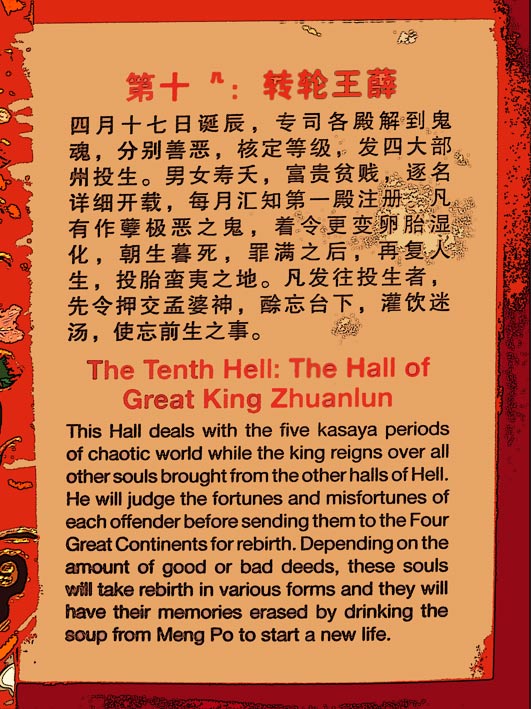 第十 : 转轮王薛
四月十七日诞辰，专司各殿解到鬼
魂，分别善恶，核定等级，发四大部
州投生。男女寿夭，富贵贫贱，逐名
详细开载，每月汇知第一殿注册。凡
有作孽极恶之鬼，着令更变卵胎湿
化，朝生暮死，罪满之后，再复人
生，投胎蛮夷之地。凡发往投生者，
先令押交孟婆神，酴忘台下，灌饮迷
汤，使忘前生之事。
The Tenth Hell: The Hall of
Great King Zhuanlun
This Hall deals with the five kasaya periods
of chaotic world while the king reigns over all
other souls brought from the other halls of Hell.
He will judge the fortunes and misfortunes of
each offender before sending them to the Four
Great Continents for rebirth. Depending on the
amount of good or bad deeds, these souls
will take rebirth in various forms and they will
have their memories erased by drinking the
soup from Meng Po to start a new life.